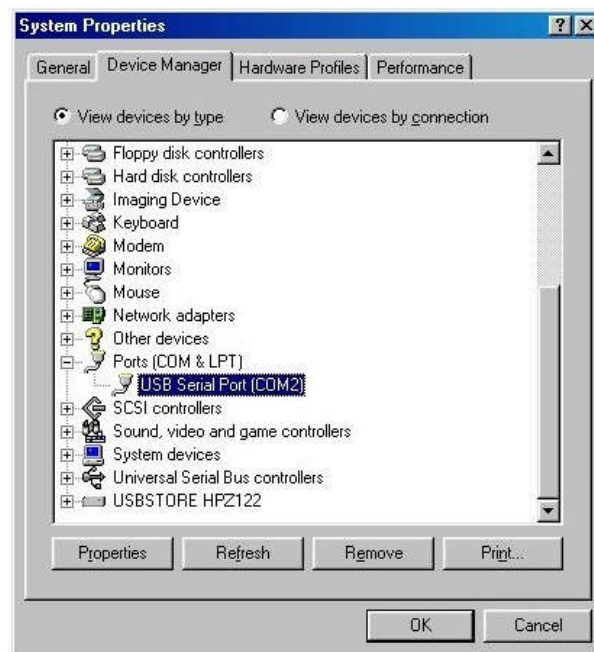 System Properties
General Device Manager Hardware Profiles Performance
View devices by type View devices by connection
Floppy disk controllers
Hard disk controllers
Imaging Device
Keyboard
Modem
Monitors
Mouse
Network adapters
Other devices
Ports (COM & LPT)
USB Serial Port (COM2)
SCSI controllers
Sound, video and game controllers
System devices
Universal Serial Bus controllers
USBSTORE HPZ122
Properties Refresh Remove Print...
OK Cancel